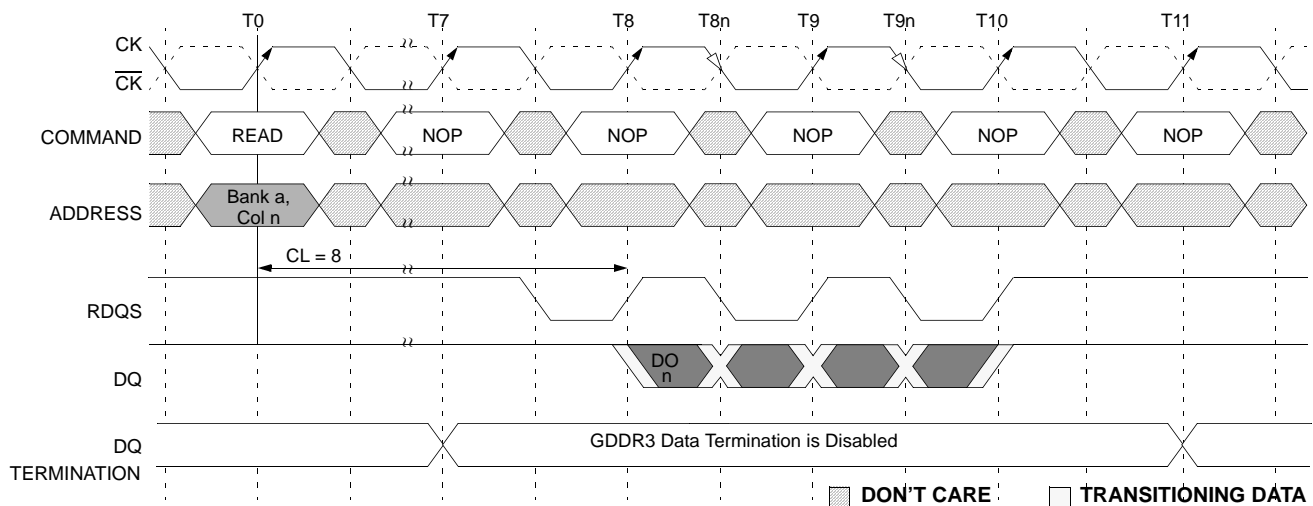 T0 T7 T8 T8n T9 T9n T10 T11
CK
CK
COMMAND READ NOP NOP NOP NOP NOP
ADDRESS Bank a,
Col n
CL = 8
RDQS
DQ DO
n
DQ
TERMINATION
GDDR3 Data Termination is Disabled
DON'T CARE TRANSITIONING DATA